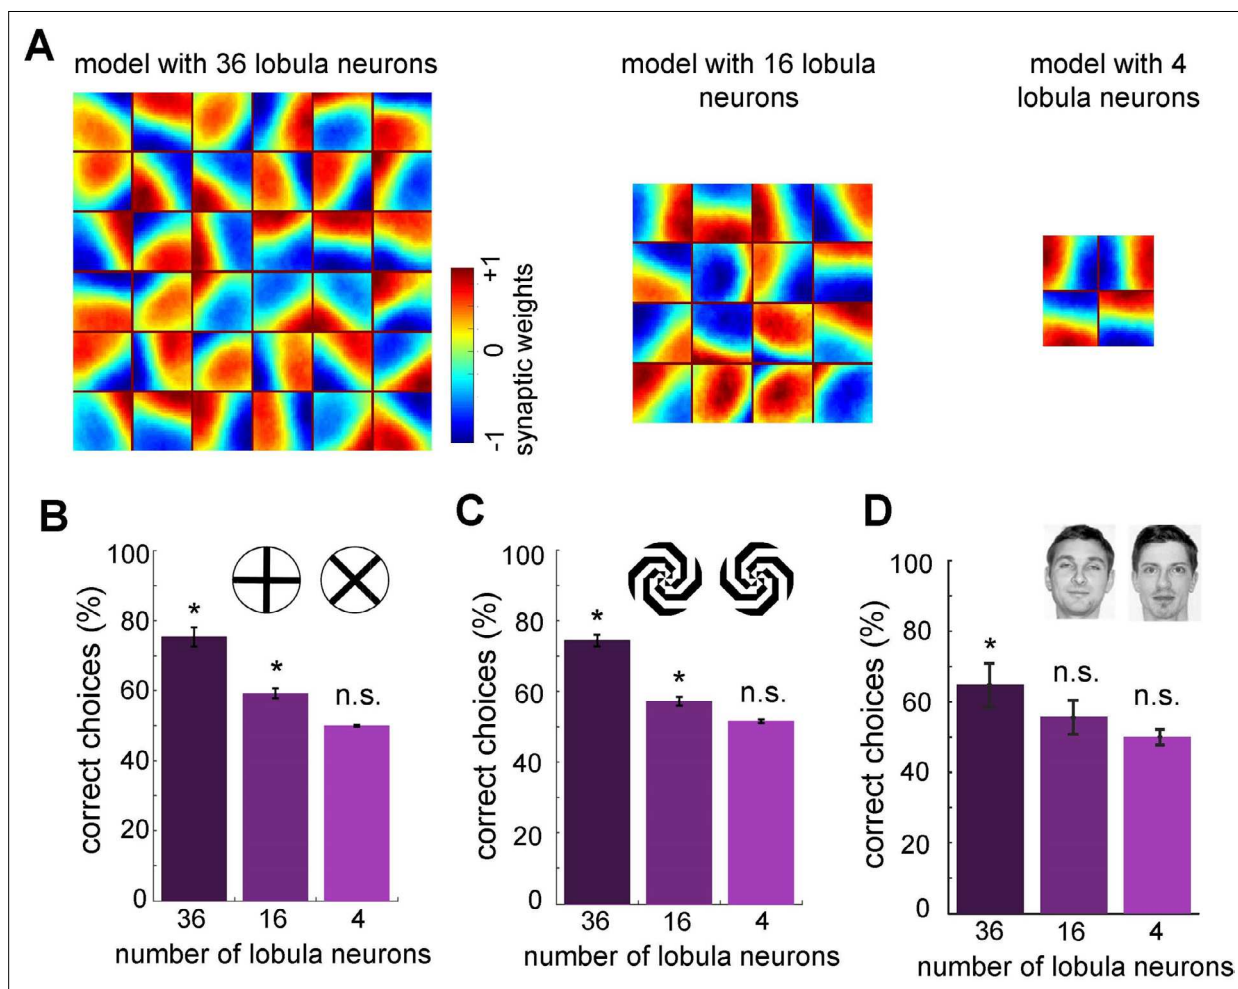 A
model with 36 lobula neurons
model with 16 lobula
neurons
model with 4
lobula neurons
+1
0
-1
synaptic weights
B
100
80
60
40
20
0
correct choices (%)
*
*
n.s.
36
16
4
number of lobula neurons
C
100
80
60
40
20
0
correct choices (%)
*
*
n.s.
36
16
4
number of lobula neurons
D
100
80
60
40
20
0
correct choices (%)
*
n.s.
n.s.
36
16
4
number of lobula neurons